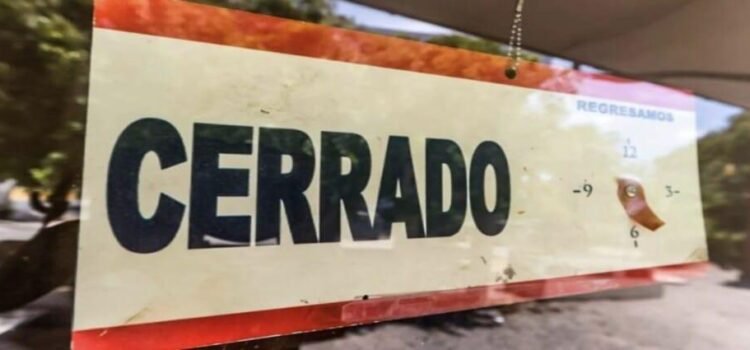 CERRADO
REGRESAMOS
12
-9
3-
6